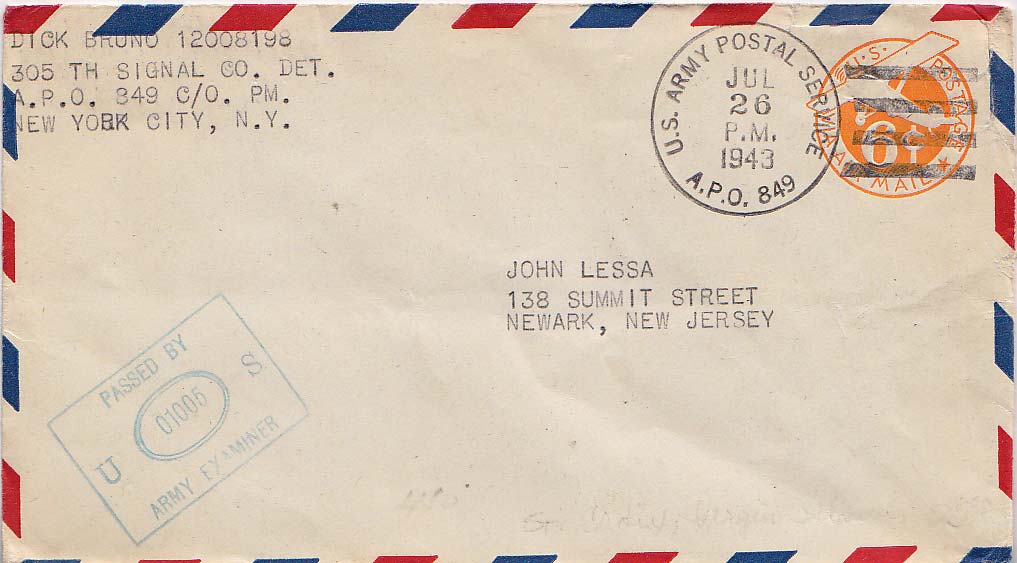 DICK BRUNO 12008198
305 TH SIGNAL CO. DET.
A.P.O. 849 C/O. PM.
NEW YORK CITY, N.Y.
U.S. ARMY POSTAL SERVICE
JUL
26
P.M.
1943
A.P.O. 849
U.S. POSTAGE
6¢
AIR MAIL
JOHN LESSA
138 SUMMIT STREET
NEWARK, NEW JERSEY
PASSED BY
U 01005 S
ARMY EXAMINER